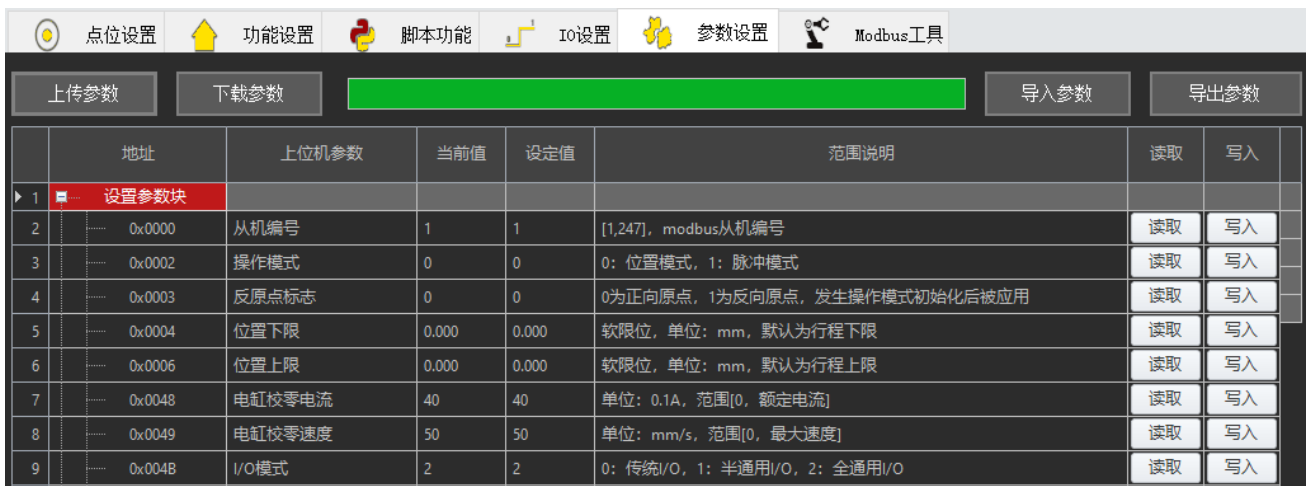 点位设置 功能设置 脚本功能 IO设置 参数设置 Modbus工具
上传参数 下载参数 导入参数 导出参数
地址 上位机参数 当前值 设定值 范围说明 读取 写入
1 设置参数块
2 0x0000 从机编号 1 1 [1,247]，modbus从机编号 读取 写入
3 0x0002 操作模式 0 0 0：位置模式，1：脉冲模式 读取 写入
4 0x0003 反原点标志 0 0 0为正向原点，1为反向原点，发生操作模式初始化后被应用 读取 写入
5 0x0004 位置下限 0.000 0.000 软限位，单位：mm，默认为行程下限 读取 写入
6 0x0006 位置上限 0.000 0.000 软限位，单位：mm，默认为行程上限 读取 写入
7 0x0048 电缸校零电流 40 40 单位：0.1A，范围[0，额定电流] 读取 写入
8 0x0049 电缸校零速度 50 50 单位：mm/s，范围[0，最大速度] 读取 写入
9 0x004B I/O模式 2 2 0：传统I/O，1：半通用I/O，2：全通用I/O 读取 写入